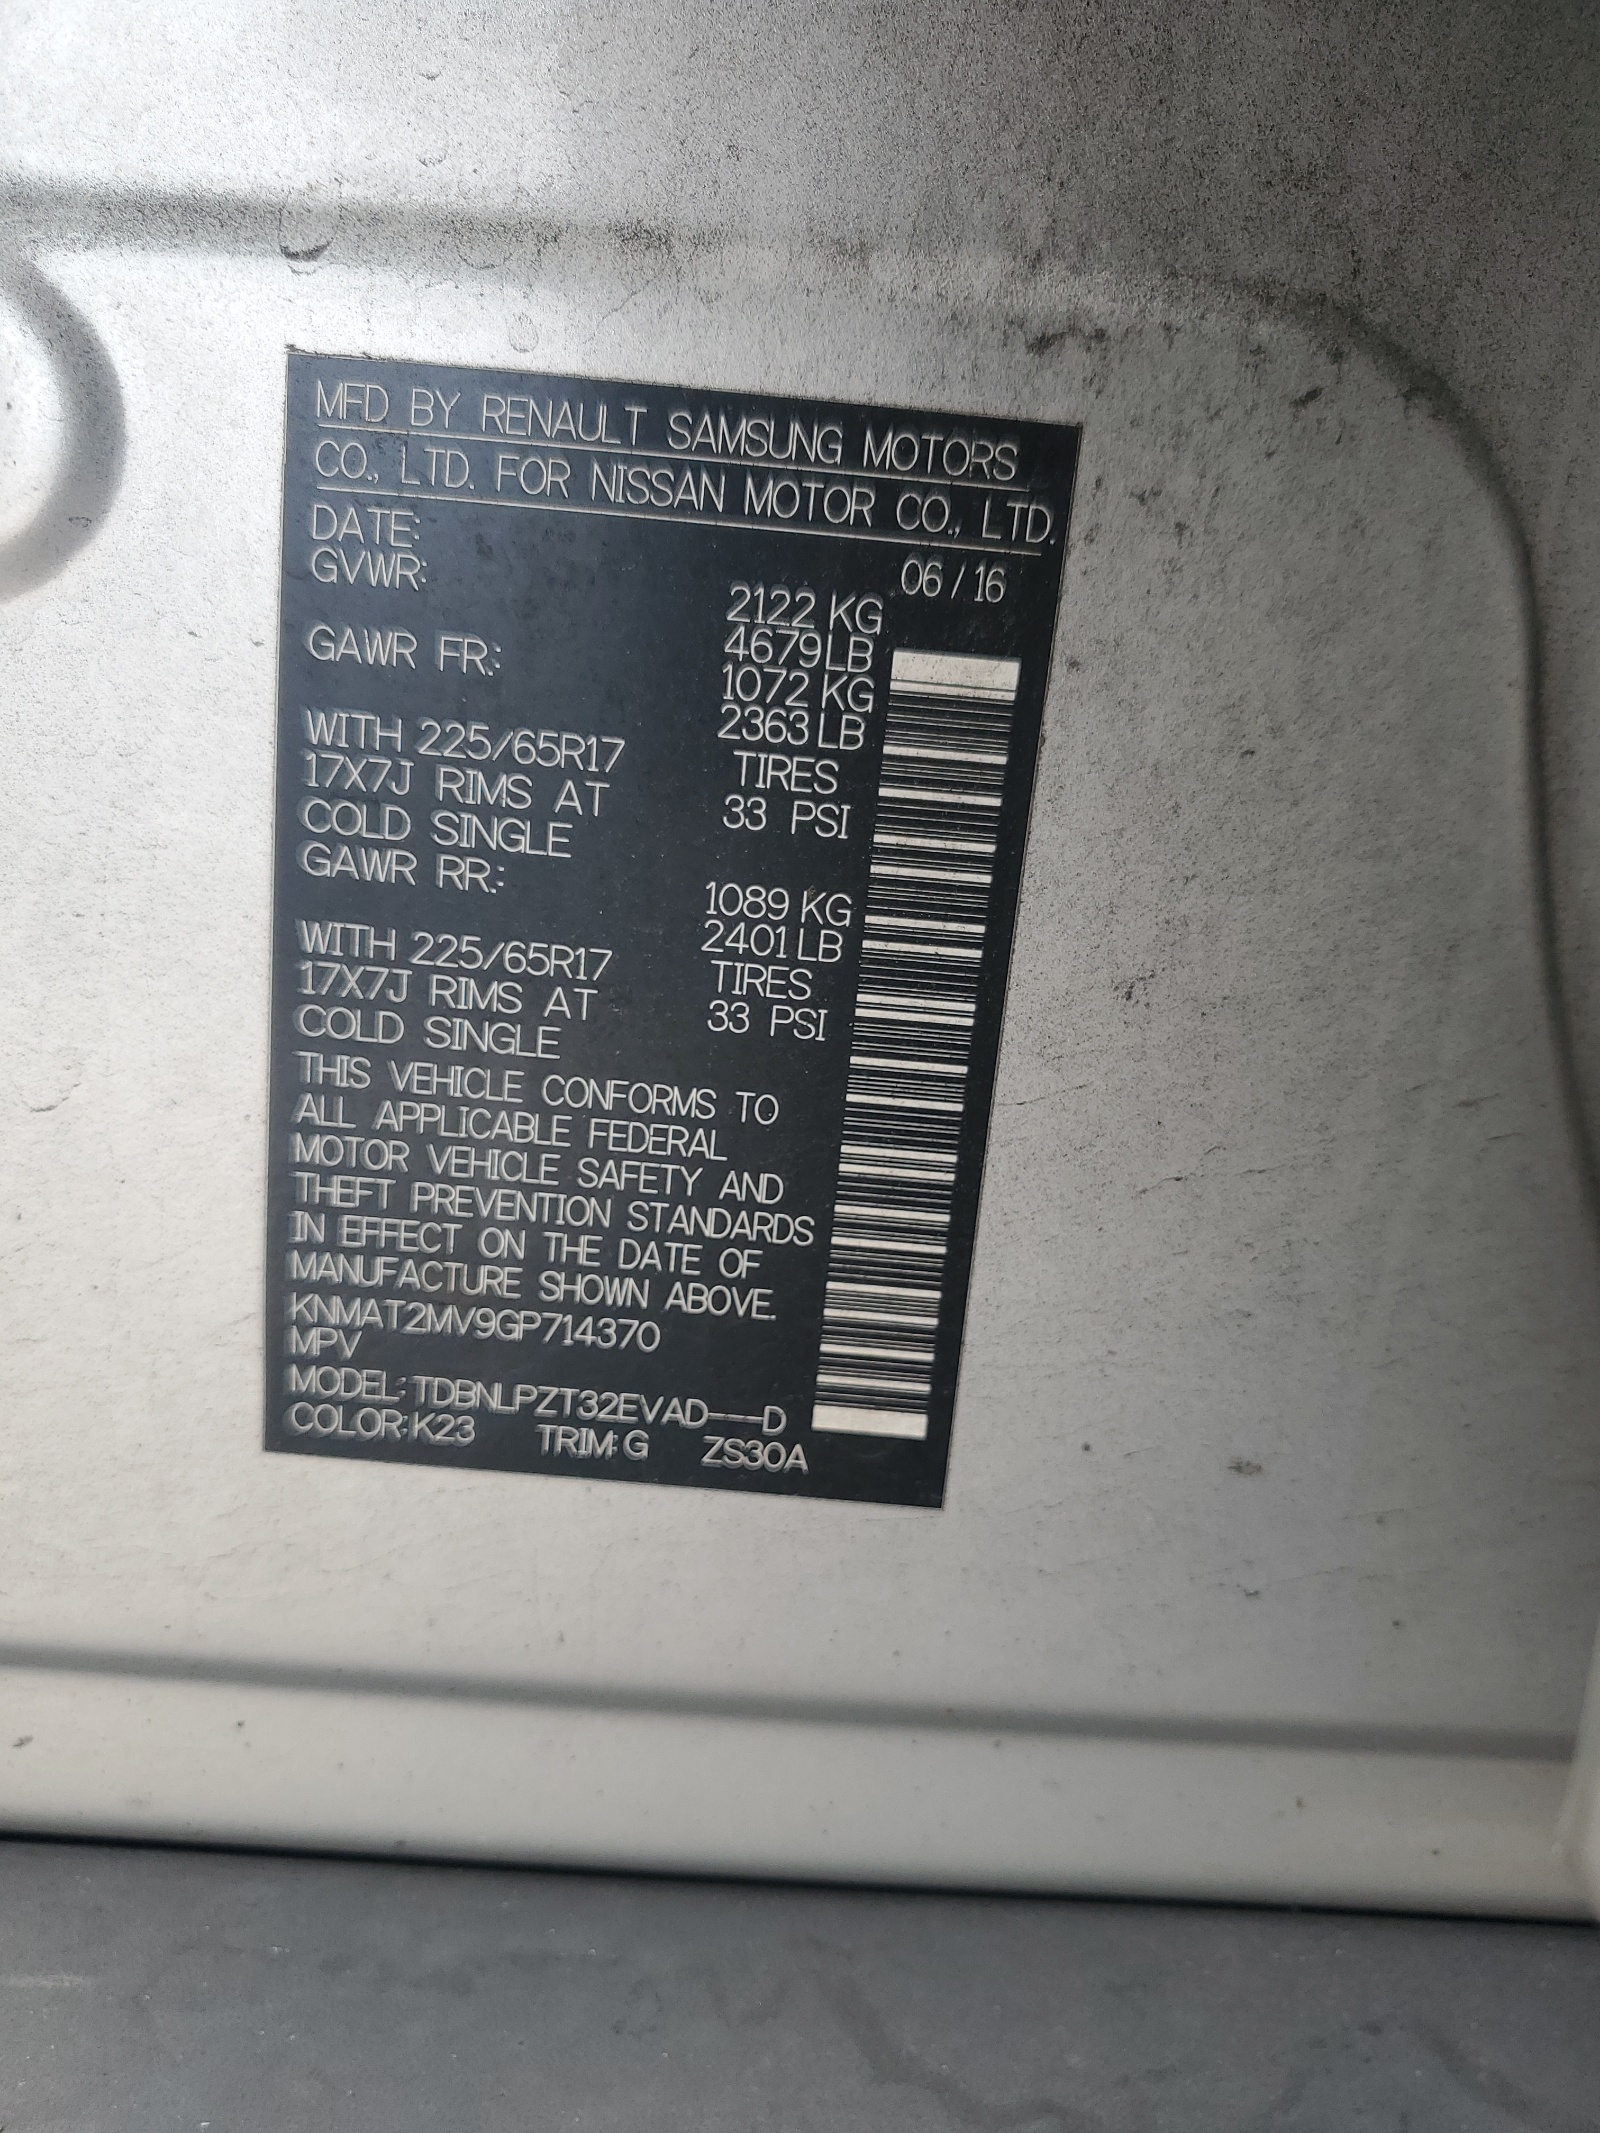 MFD BY RENAULT SAMSUNG MOTORS
CO., LTD. FOR NISSAN MOTOR CO., LTD.
DATE: 06 / 16
GVWR: 2122 KG
4679 LB
GAWR FR: 1072 KG
2363 LB
WITH 225/65R17 TIRES
17X7J RIMS AT 33 PSI
COLD SINGLE
GAWR RR: 1089 KG
2401 LB
WITH 225/65R17 TIRES
17X7J RIMS AT 33 PSI
COLD SINGLE
THIS VEHICLE CONFORMS TO
ALL APPLICABLE FEDERAL
MOTOR VEHICLE SAFETY AND
THEFT PREVENTION STANDARDS
IN EFFECT ON THE DATE OF
MANUFACTURE SHOWN ABOVE.
KNMAT2MV9GP714370
MPV
MODEL: TDBNLPZT32EVAD---D
COLOR: K23 TRIM: G ZS30A